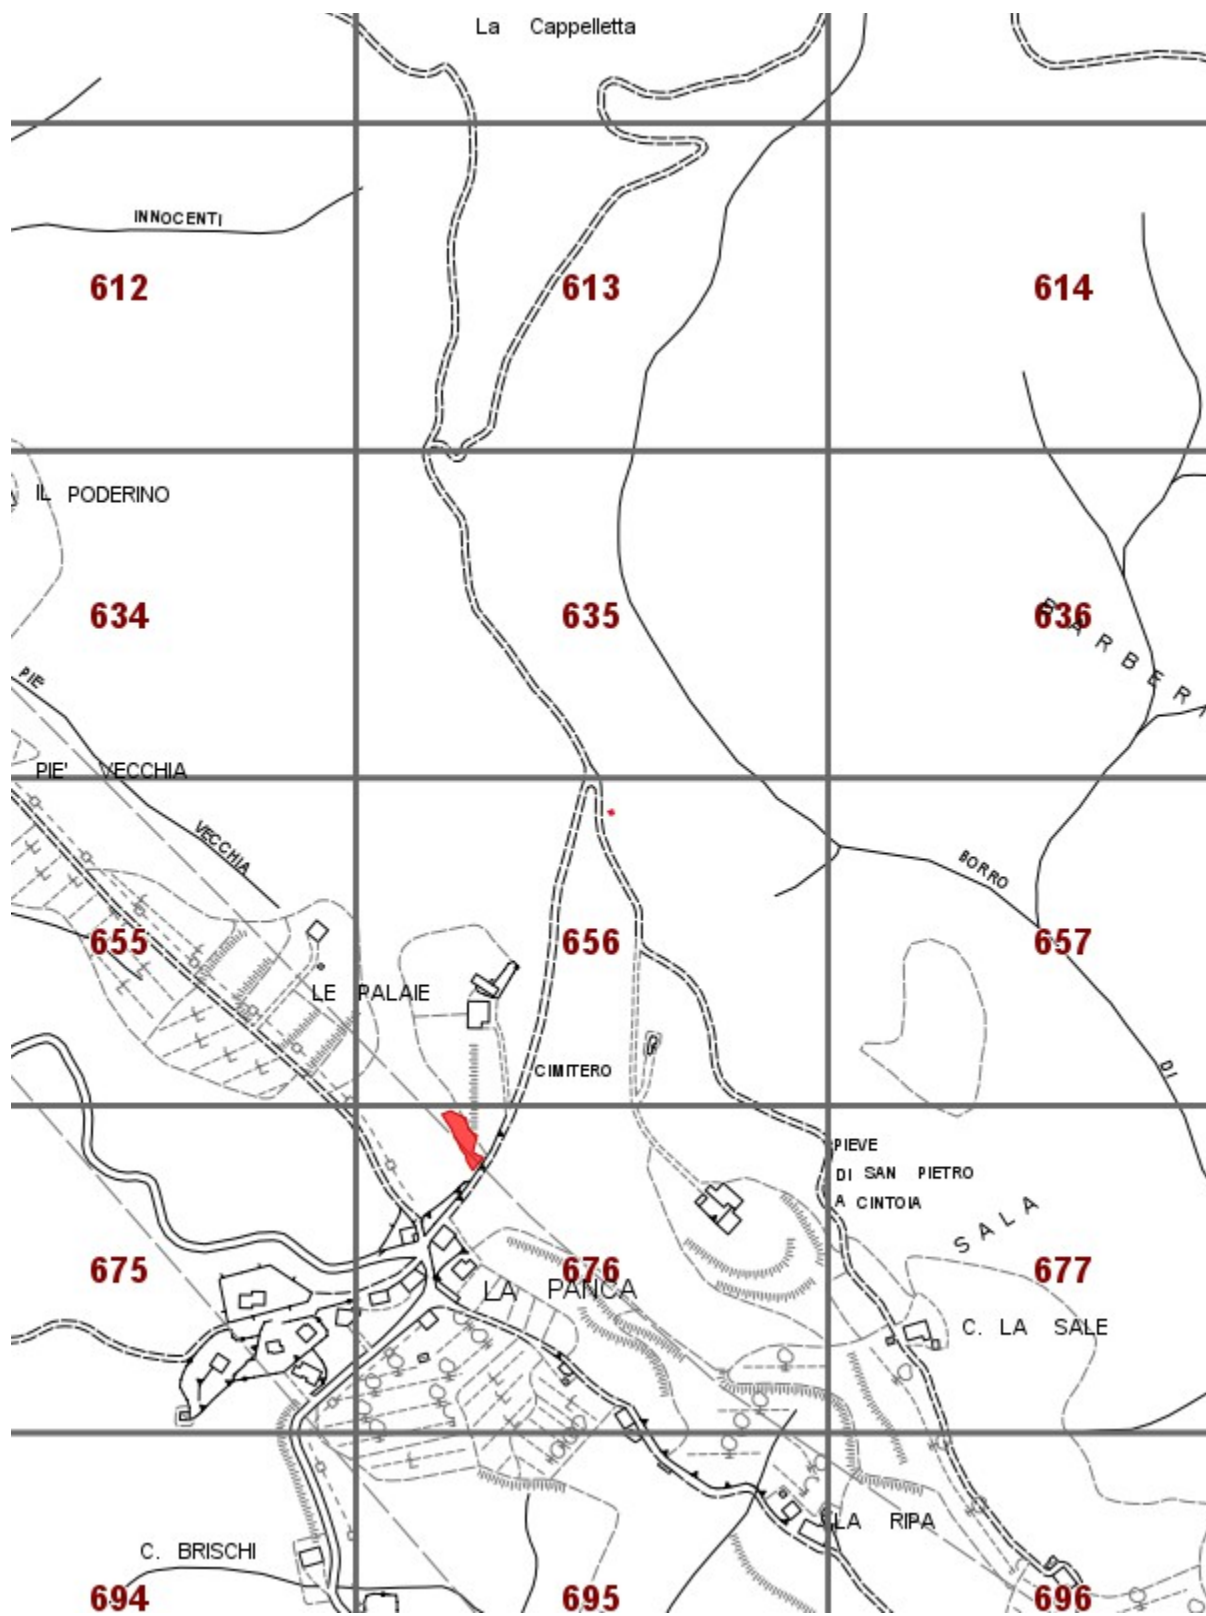 La Cappelletta
INNOCENTI
612
613
614
IL PODERINO
634
635
636
BARBERI
PIE'
PIE' VECCHIA
VECCHIA
BORRO
655
656
657
LE PALAIE
CIMITERO
DI
PIEVE
DI SAN PIETRO
A CINTOIA
SALA
675
676
677
LA PANCA
C. LA SALE
LA RIPA
C. BRISCHI
694
695
696